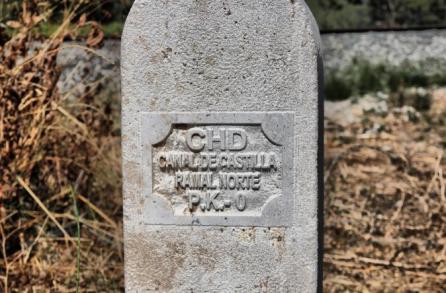 CHD
CANAL DE CASTILLA
RAMAL NORTE
P.K.-0